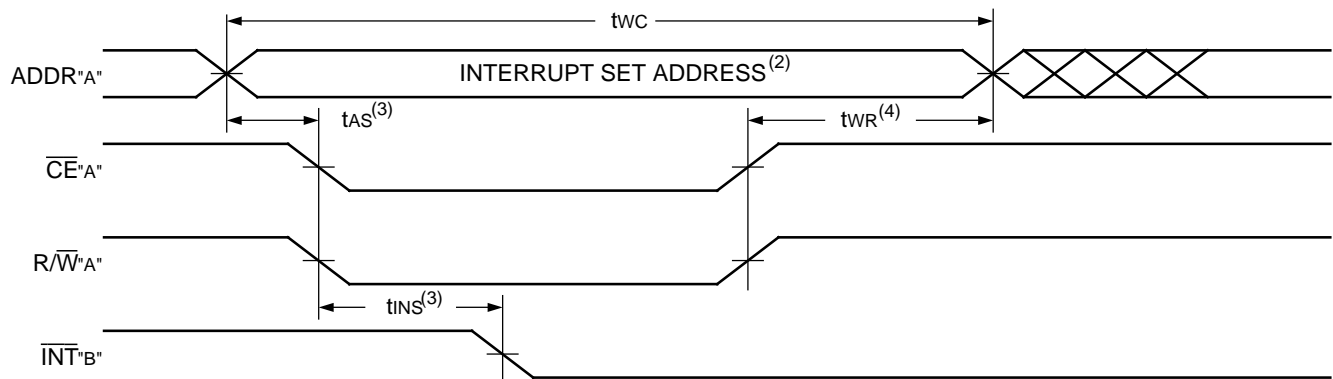 tWC
ADDR"A"
INTERRUPT SET ADDRESS(2)
tAS(3)
tWR(4)
CE"A"
R/W"A"
tINS(3)
INT"B"